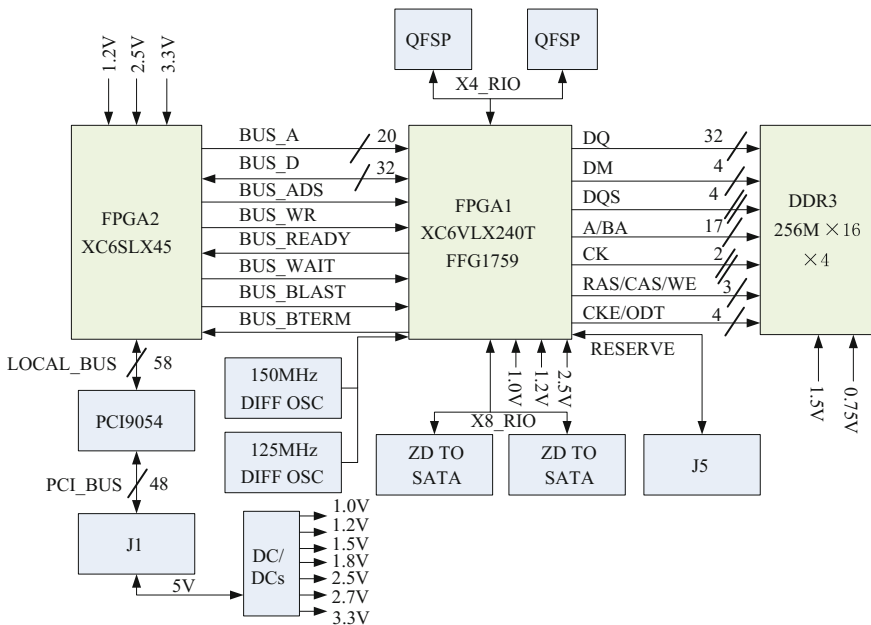 QFSP
QFSP
1.2V
2.5V
3.3V
X4_RIO
FPGA2
XC6SLX45
BUS_A
20
BUS_D
32
BUS_ADS
BUS_WR
BUS_READY
BUS_WAIT
BUS_BLAST
BUS_BTERM
FPGA1
XC6VLX240T
FFG1759
DQ
32
DM
4
DQS
4
A/BA
17
CK
2
RAS/CAS/WE
3
CKE/ODT
4
DDR3
256M ×16
×4
RESERVE
LOCAL_BUS
58
150MHz
DIFF OSC
1.0V
1.2V
2.5V
1.5V
0.75V
PCI9054
X8_RIO
125MHz
DIFF OSC
ZD TO
SATA
ZD TO
SATA
J5
PCI_BUS
48
J1
5V
DC/
DCs
1.0V
1.2V
1.5V
1.8V
2.5V
2.7V
3.3V